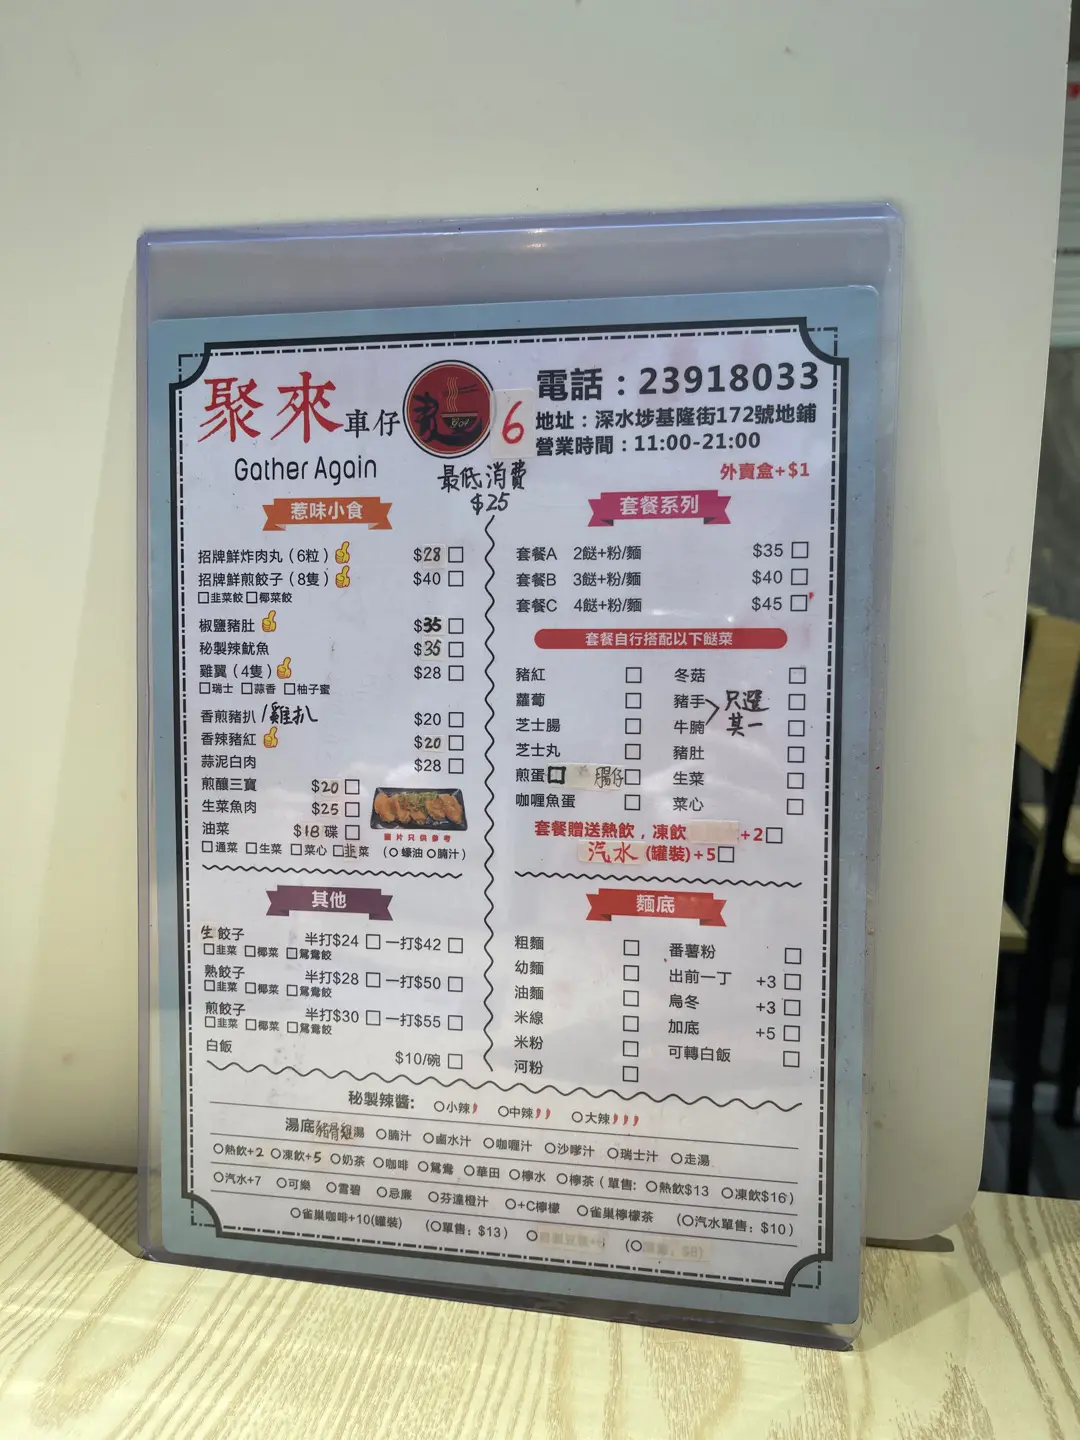 聚來車仔麵
Gather Again
6
電話：23918033
地址：深水埗基隆街172號地鋪
營業時間：11:00-21:00
外賣盒+$1
最低消費
$25
惹味小食
招牌鮮炸肉丸（6粒） $28
招牌鮮煎餃子（8隻） $40
韭菜餃 椰菜餃
椒鹽豬肚 $35
秘製辣魷魚 $35
雞翼（4隻） $28
瑞士 蒜香 柚子蜜
香煎豬扒/雞扒 $20
香辣豬紅 $20
蒜泥白肉 $28
煎釀三寶 $20
生菜魚肉 $25
油菜 $18碟
通菜 生菜 菜心 韭菜 (蠔油 腩汁)
圖片只供參考
其他
生餃子 半打$24 一打$42
韭菜 椰菜 鴛鴦餃
熟餃子 半打$28 一打$50
韭菜 椰菜 鴛鴦餃
煎餃子 半打$30 一打$55
韭菜 椰菜 鴛鴦餃
白飯 $10/碗
套餐系列
套餐A 2餸+粉/麵 $35
套餐B 3餸+粉/麵 $40
套餐C 4餸+粉/麵 $45
套餐自行搭配以下餸菜
豬紅 冬菇
蘿蔔 豬手
芝士腸 牛腩
只選
其一
芝士丸 豬肚
煎蛋 腸仔 生菜
咖喱魚蛋 菜心
套餐贈送熱飲，凍飲 +2
汽水 (罐裝)+5
麵底
粗麵 番薯粉
幼麵 出前一丁 +3
油麵 烏冬 +3
米線 加底 +5
米粉 可轉白飯
河粉
秘製辣醬: 小辣 中辣 大辣
湯底 豬骨雞湯 腩汁 鹵水汁 咖喱汁 沙嗲汁 瑞士汁 走湯
熱飲+2 凍飲+5 奶茶 咖啡 鴛鴦 華田 檸水 檸茶 (單售: 熱飲$13 凍飲$16)
汽水+7 可樂 雪碧 忌廉 芬達橙汁 +C檸檬 雀巢檸檬茶 (汽水單售: $10)
雀巢咖啡+10(罐裝) (單售: $13)